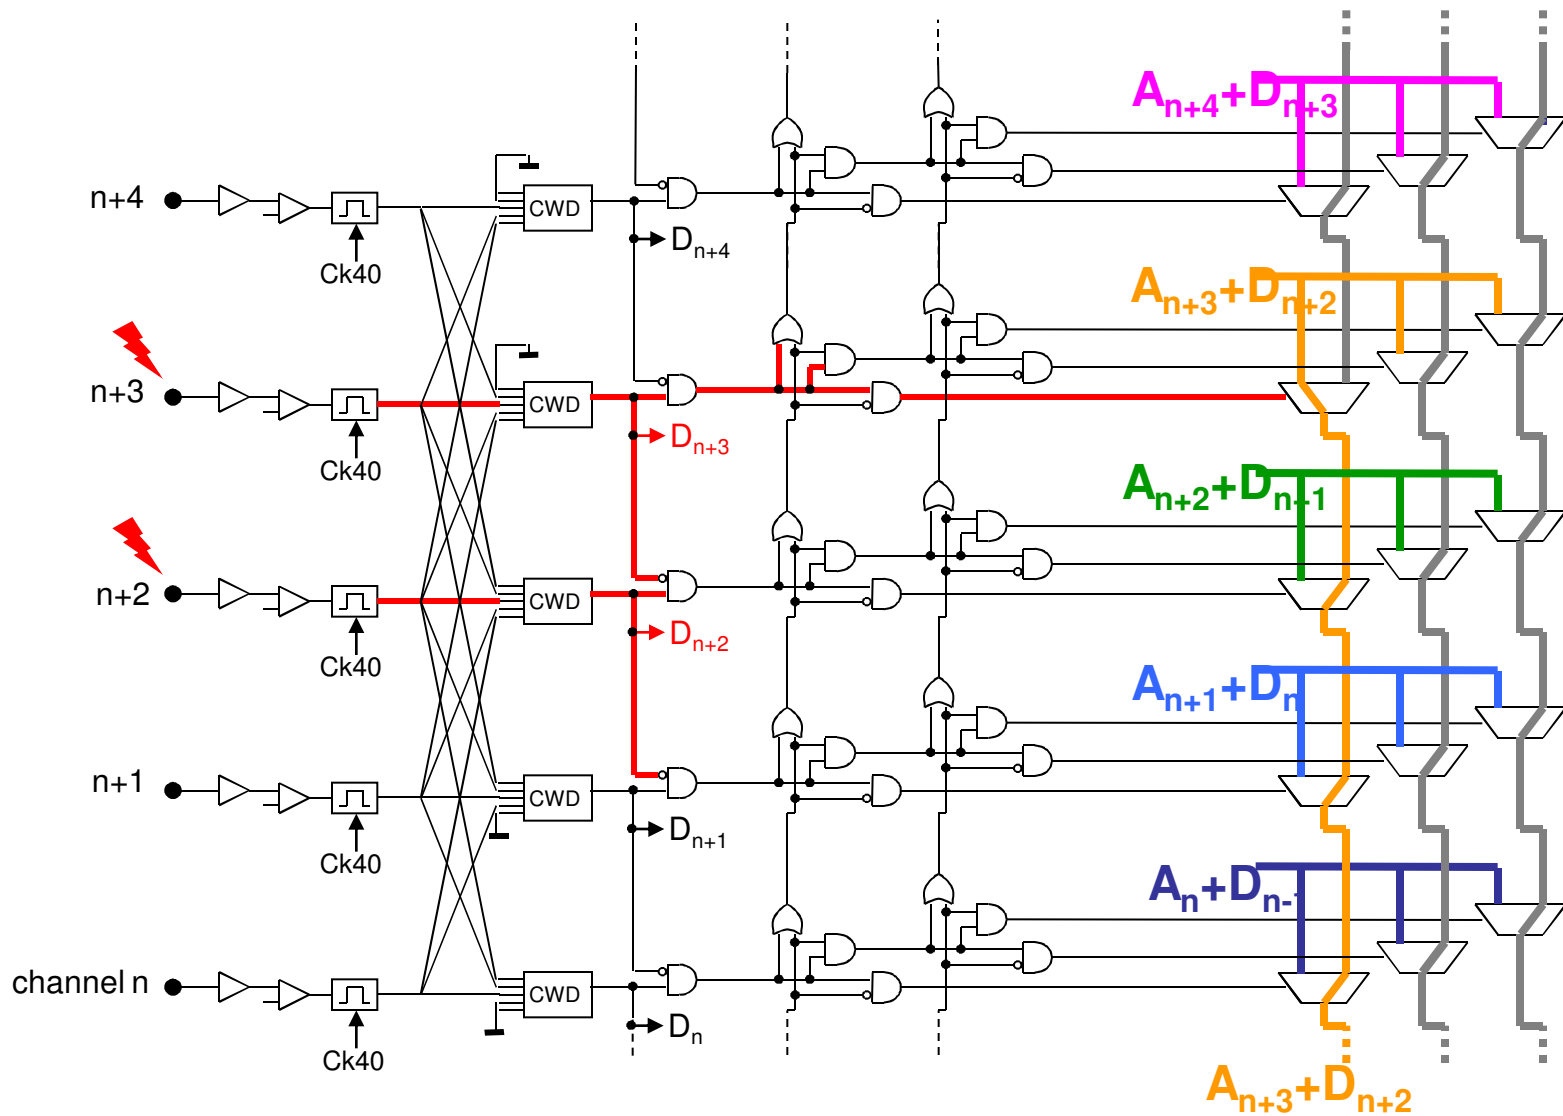 A_{n+4}+D_{n+3}
n+4
CWD
D_{n+4}
Ck40
A_{n+3}+D_{n+2}
n+3
CWD
D_{n+3}
Ck40
A_{n+2}+D_{n+1}
n+2
CWD
D_{n+2}
Ck40
A_{n+1}+D_{n}
n+1
CWD
D_{n+1}
Ck40
A_{n}+D_{n-1}
channel n
CWD
D_{n}
Ck40
A_{n+3}+D_{n+2}